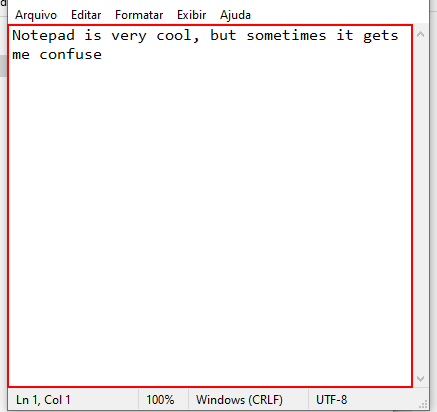 Arquivo Editar Formatar Exibir Ajuda
Notepad is very cool, but sometimes it gets
me confuse
Ln 1, Col 1 100% Windows (CRLF) UTF-8